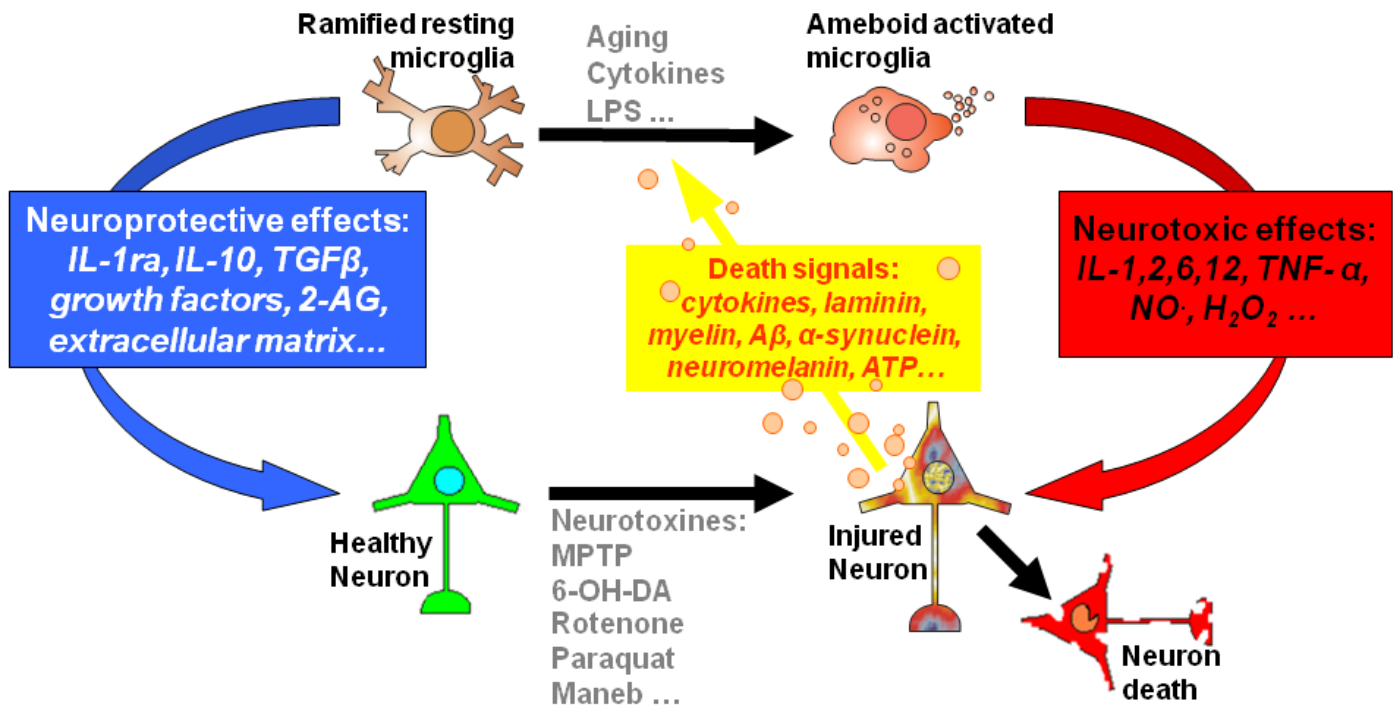 Ramified resting
microglia
Aging
Cytokines
LPS ...
Ameboid activated
microglia
Neuroprotective effects:
IL-1ra, IL-10, TGFβ,
growth factors, 2-AG,
extracellular matrix...
Death signals:
cytokines, laminin,
myelin, Aβ, α-synuclein,
neuromelanin, ATP...
Neurotoxic effects:
IL-1,2,6,12, TNF- α,
NO·, H₂O₂ ...
Healthy
Neuron
Neurotoxines:
MPTP
6-OH-DA
Rotenone
Paraquat
Maneb ...
Injured
Neuron
Neuron
death